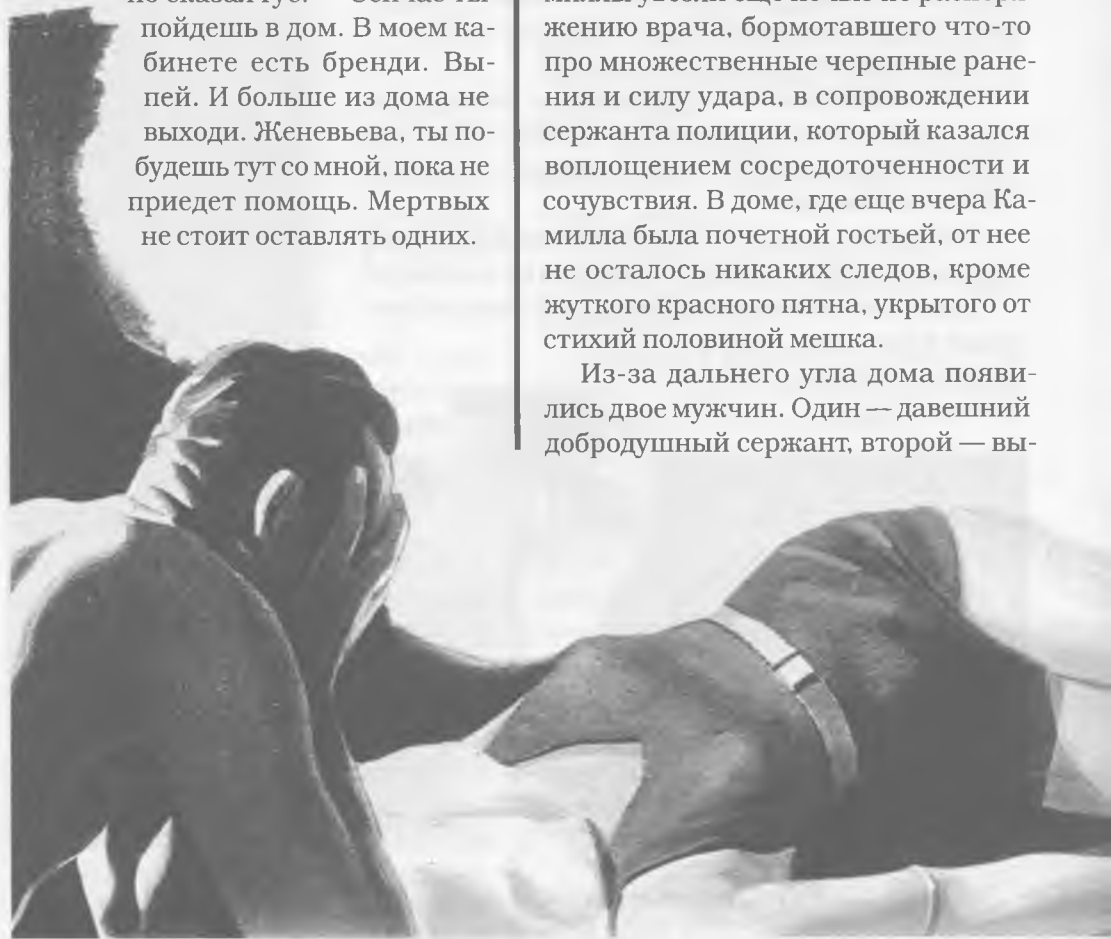 пойдешь в дом. В моем ка-
бинете есть бренди. Вы-
пей. И больше из дома не
выходи. Женевьева, ты по-
будешь тут со мной, пока не
приедет помощь. Мертвых
не стоит оставлять одних.
жению врача, бормотавшего что-то
про множественные черепные ране-
ния и силу удара, в сопровождении
сержанта полиции, который казался
воплощением сосредоточенности и
сочувствия. В доме, где еще вчера Ка-
милла была почетной гостьей, от нее
не осталось никаких следов, кроме
жуткого красного пятна, укрытого от
стихий половиной мешка.
Из-за дальнего угла дома появи-
лись двое мужчин. Один — давешний
добродушный сержант, второй — вы-